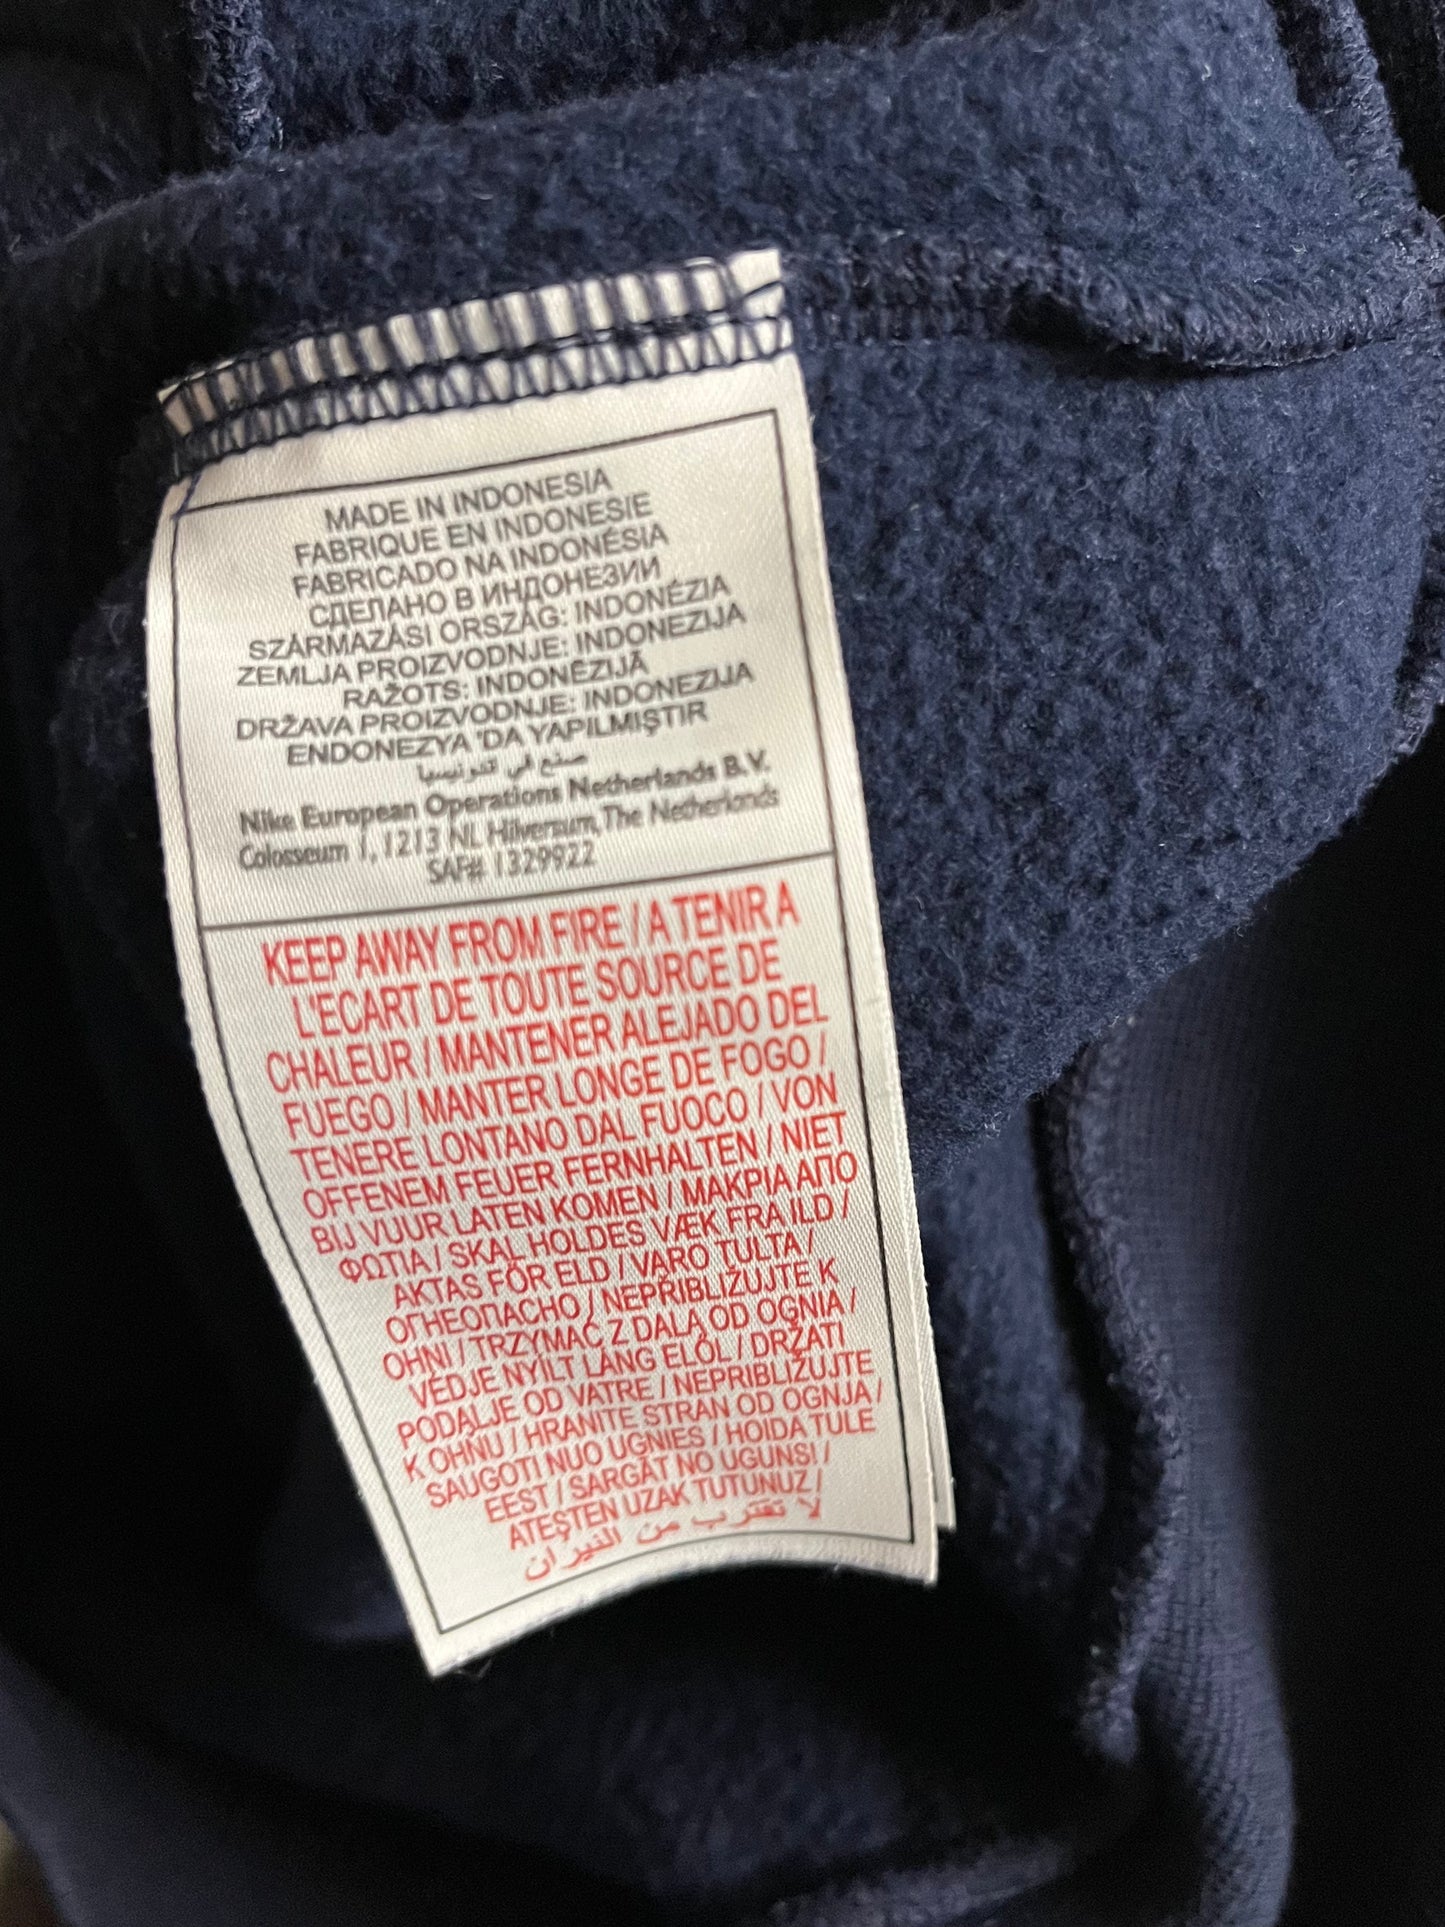 MADE IN INDONESIA
FABRIQUE EN INDONESIE
FABRICADO NA INDONÉSIA
СДЕЛАНО В ИНДОНЕЗИИ
SZÁRMAZÁSI ORSZÁG: INDONÉZIA
ZEMLJA PROIZVODNJE: INDONEZIJA
RAŽOTS: INDONĒZIJĀ
DRŽAVA PROIZVODNJE: INDONEZIJA
ENDONEZYA 'DA YAPILMIŞTIR
صنع في
Nike European Operations Netherlands B.V.
Colosseum 1, 1213 NL Hilversum, The Netherlands
SAF# 1329922
KEEP AWAY FROM FIRE / A TENIR A
L'ECART DE TOUTE SOURCE DE
CHALEUR / MANTENER ALEJADO DEL
FUEGO / MANTER LONGE DE FOGO /
TENERE LONTANO DAL FUOCO / VON
OFFENEM FEUER FERNHALTEN / NIET
BIJ VUUR LATEN KOMEN / ΜΑΚΡΙΑ ΑΠΟ
ΦΩΤΙΑ / SKAL HOLDES VÆK FRA ILD /
AKTAS FÖR ELD / VARO TULTA /
ОГНЕОПАСНО / NEPŘIBLIŽUJTE K
OHNI / TRZYMAĆ Z DALA OD OGNIA /
VÉDJE NYÍLT LÁNG ELŐL / DRŽATI
PODALJE OD VATRE / NEPRIBLIŽUJTE
K OHŇU / HRANITE STRAN OD OGNJA /
SAUGOTI NUO UGNIES / HOIDA TULE
EEST / SARGĀT NO UGUNS! /
ATEŞTEN UZAK TUTUNUZ /
لا تقترب من النيران